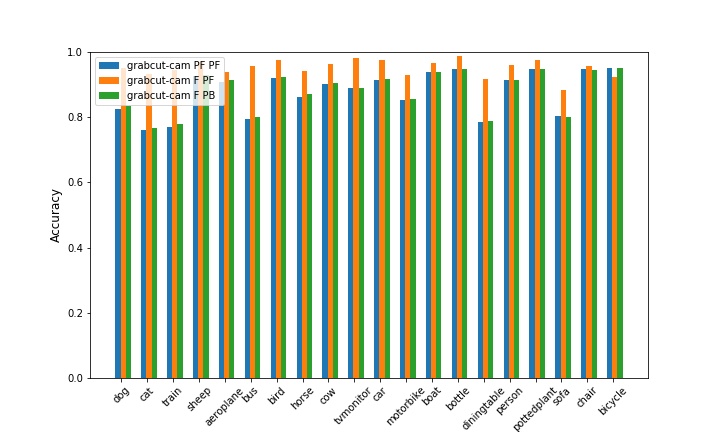 grabcut-cam PF PF
grabcut-cam F PF
grabcut-cam F PB
1.0
0.8
0.6
0.4
0.2
0.0
Accuracy
dog
cat
train
sheep
aeroplane
bus
bird
horse
cow
tvmonitor
car
motorbike
boat
bottle
diningtable
person
pottedplant
sofa
chair
bicycle